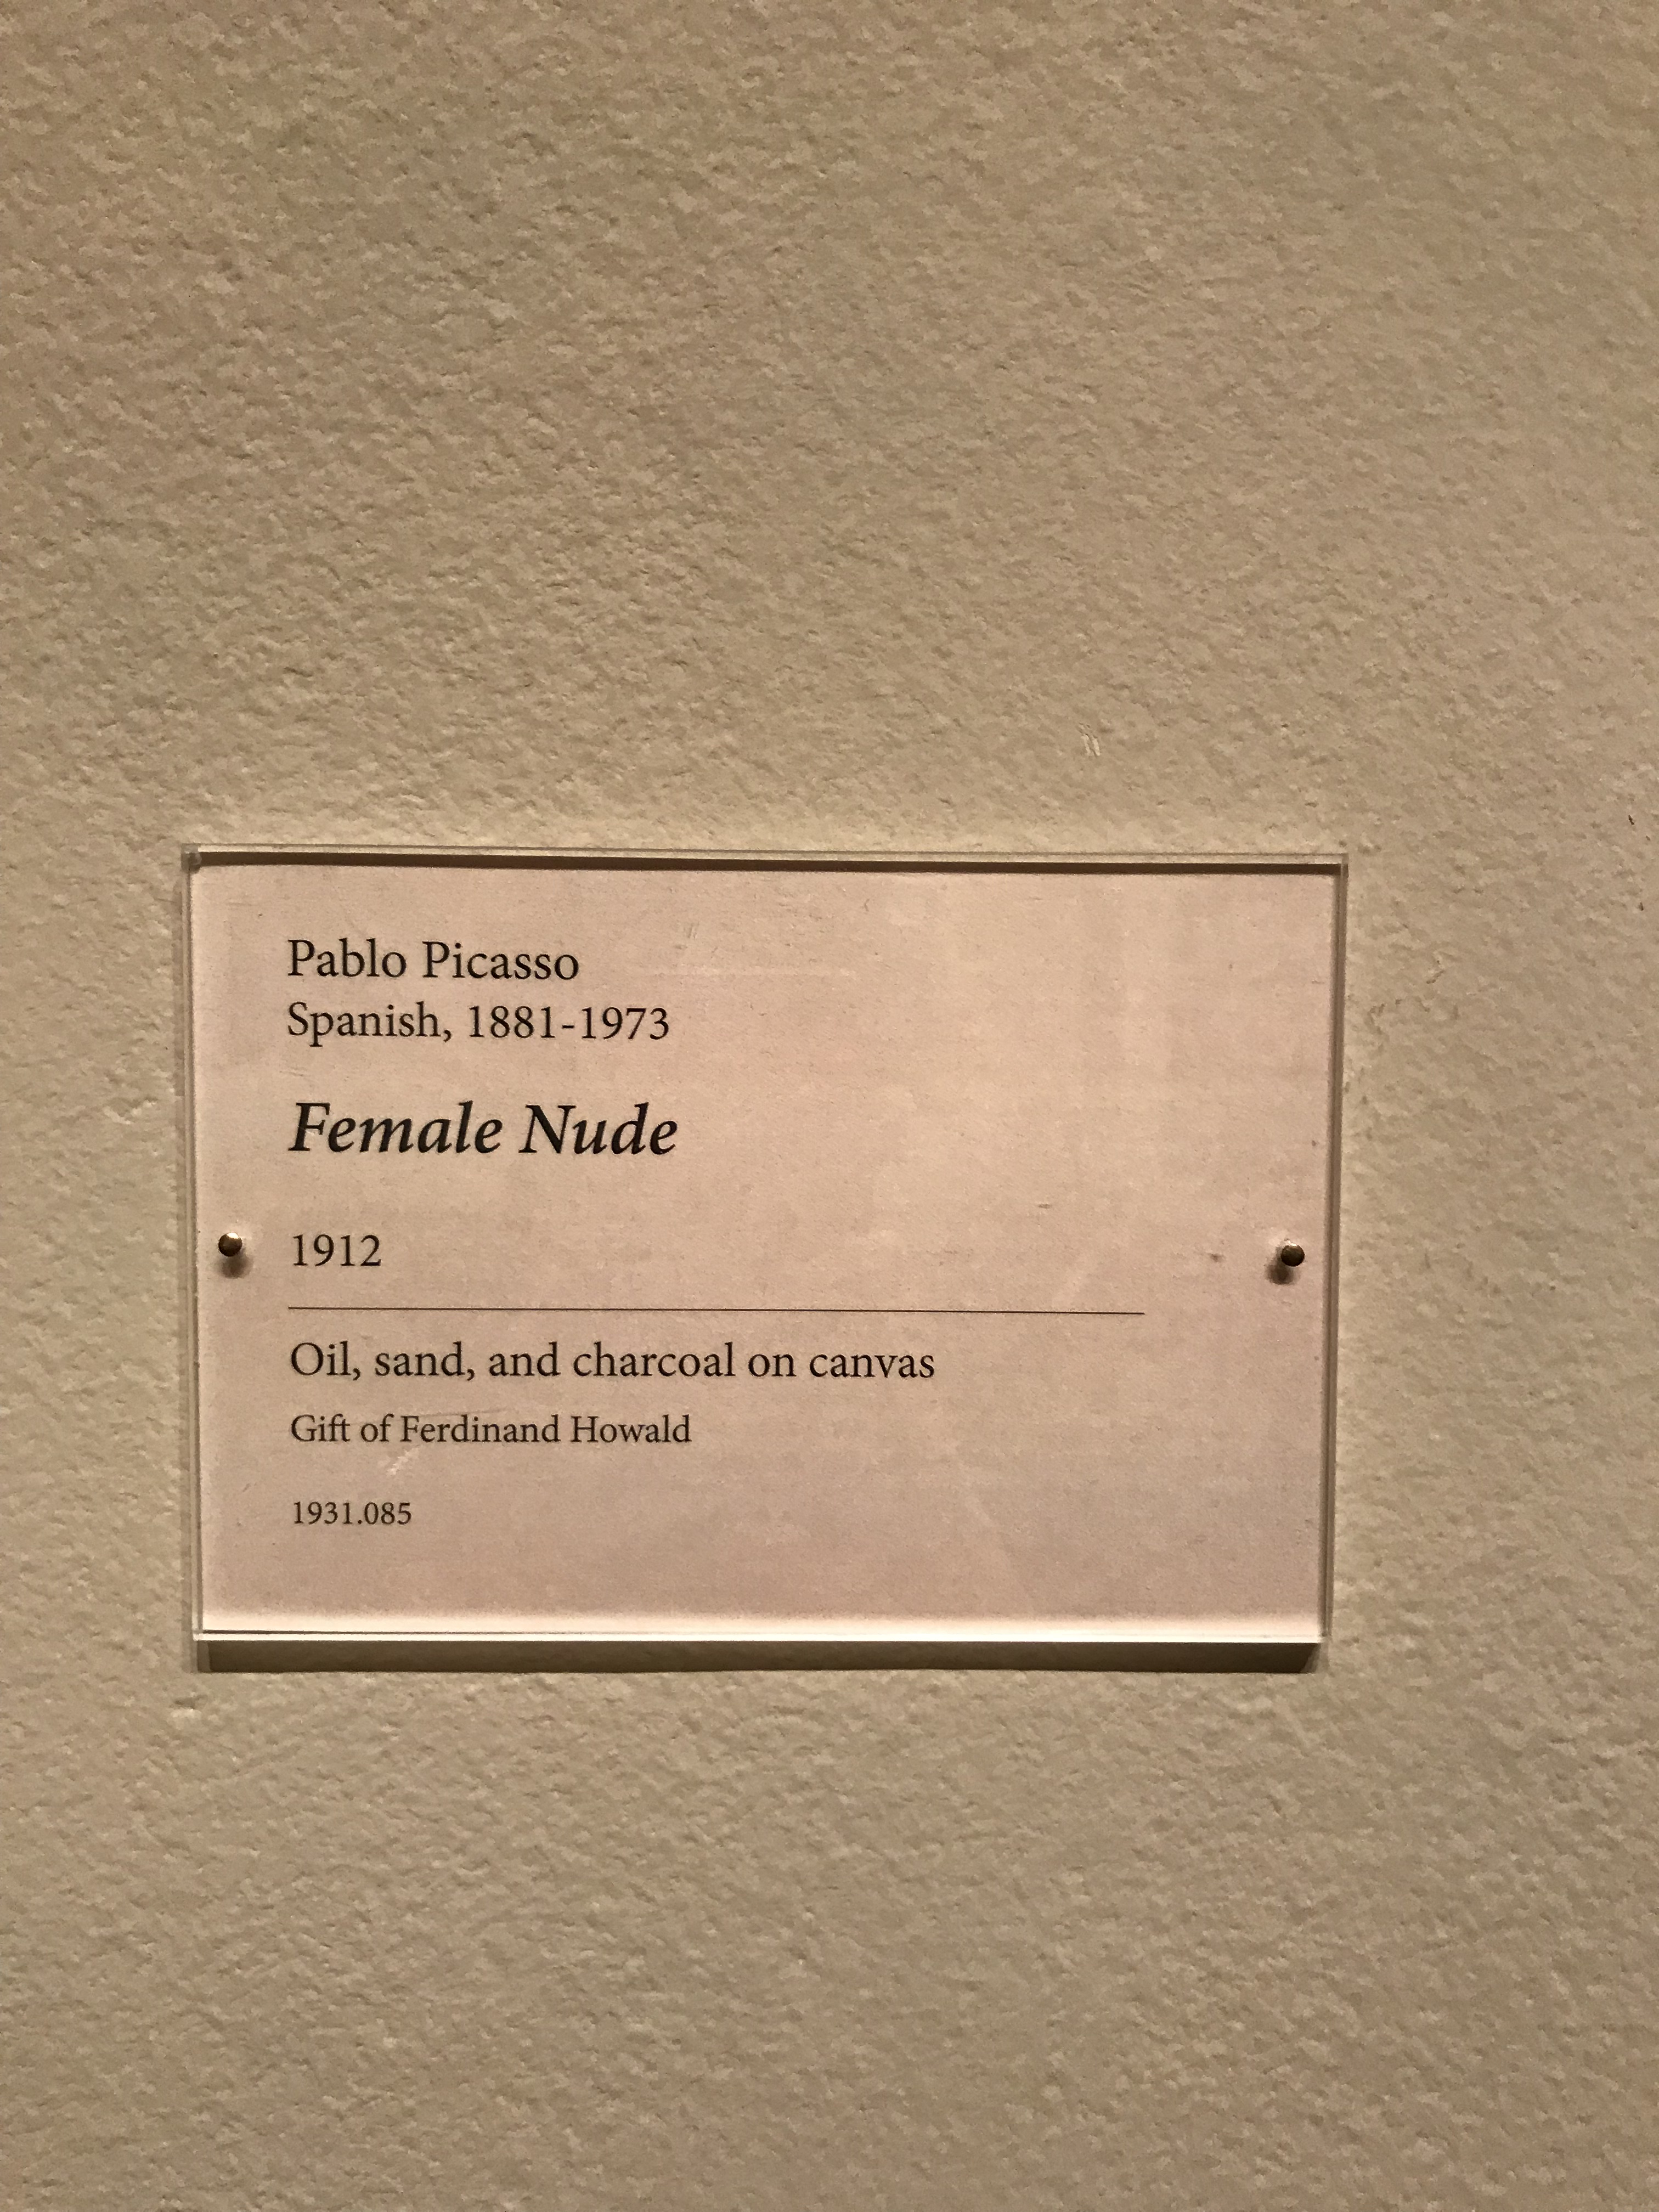 Pablo Picasso
Spanish, 1881-1973
Female Nude
1912
Oil, sand, and charcoal on canvas
Gift of Ferdinand Howald
1931.085